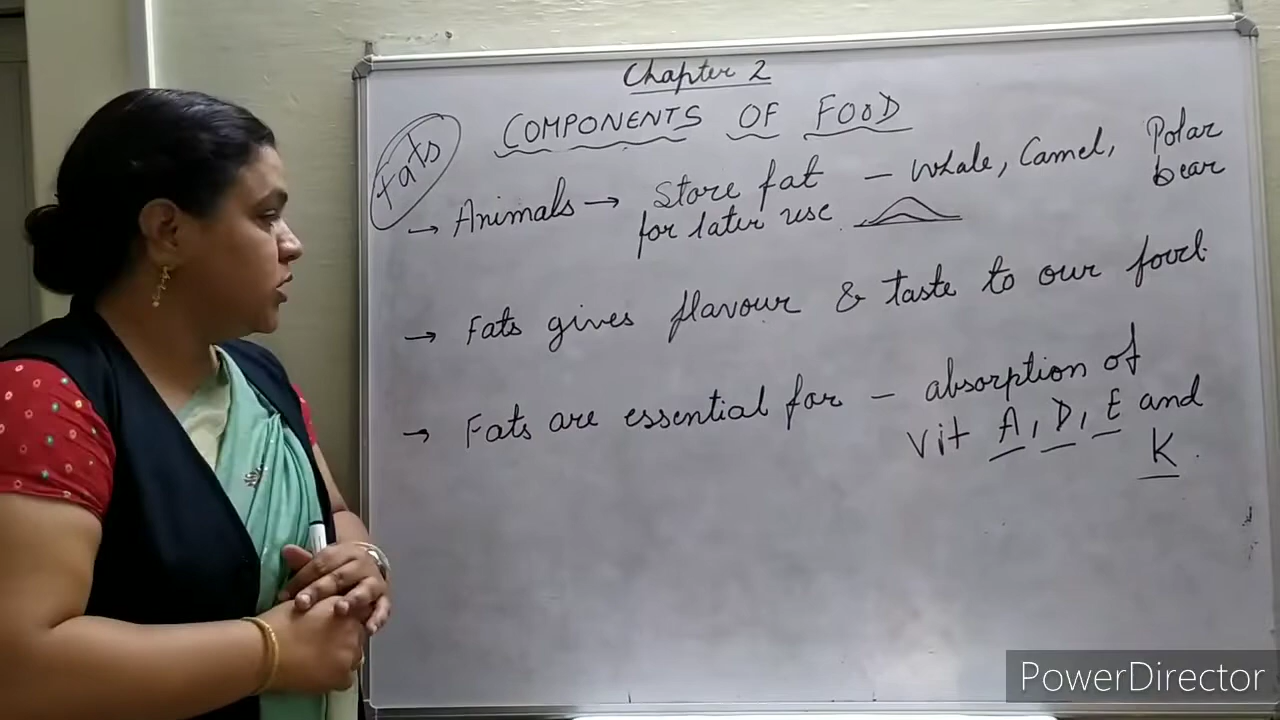 Chapter 2
COMPONENTS OF FOOD
Fats
→ Animals → Store fat - Whale, Camel, Polar bear
for later use
→ Fats gives flavour & taste to our food.
→ Fats are essential for - absorption of
Vit A, D, E and
K.
PowerDirector